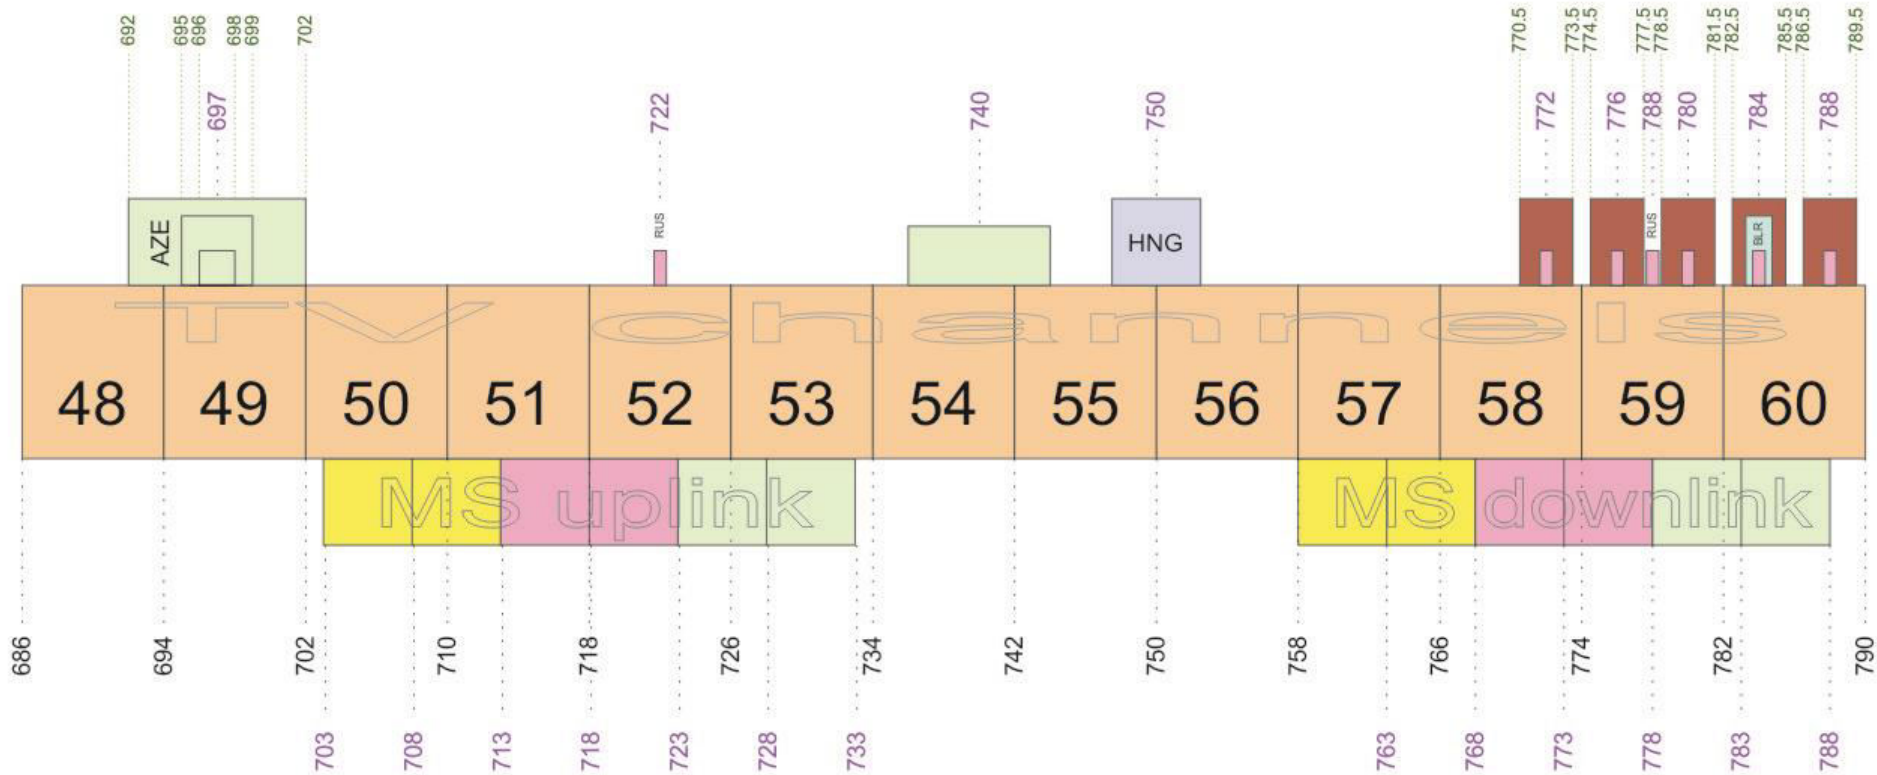 692 695 696 698 699 702 770.5 773.5 774.5 777.5 778.5 781.5 782.5 785.5 786.5 789.5
697 722 740 750 772 776 788 780 784 788
AZE RUS HNG RUS BLR
TV channels
48 49 50 51 52 53 54 55 56 57 58 59 60
MS uplink MS downlink
686 694 702 710 718 726 734 742 750 758 766 774 782 790
703 708 713 718 723 728 733 763 768 773 778 783 788